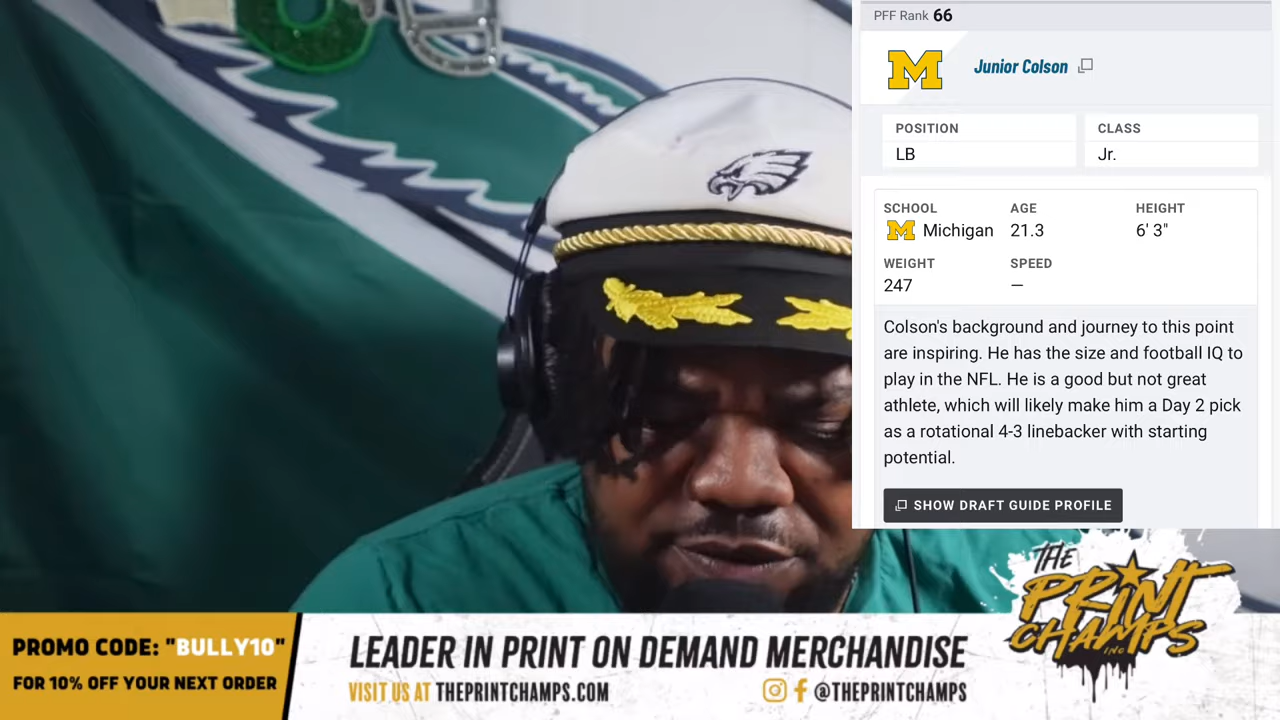 PFF Rank 66
M
Junior Colson
POSITION
LB
CLASS
Jr.
SCHOOL
AGE
HEIGHT
M Michigan
21.3
6' 3"
WEIGHT
SPEED
247
—
Colson's background and journey to this point
are inspiring. He has the size and football IQ to
play in the NFL. He is a good but not great
athlete, which will likely make him a Day 2 pick
as a rotational 4-3 linebacker with starting
potential.
SHOW DRAFT GUIDE PROFILE
THE
PRINT
CHAMPS
INC
PROMO CODE: "BULLY10"
FOR 10% OFF YOUR NEXT ORDER
LEADER IN PRINT ON DEMAND MERCHANDISE
VISIT US AT THEPRINTCHAMPS.COM
@THEPRINTCHAMPS